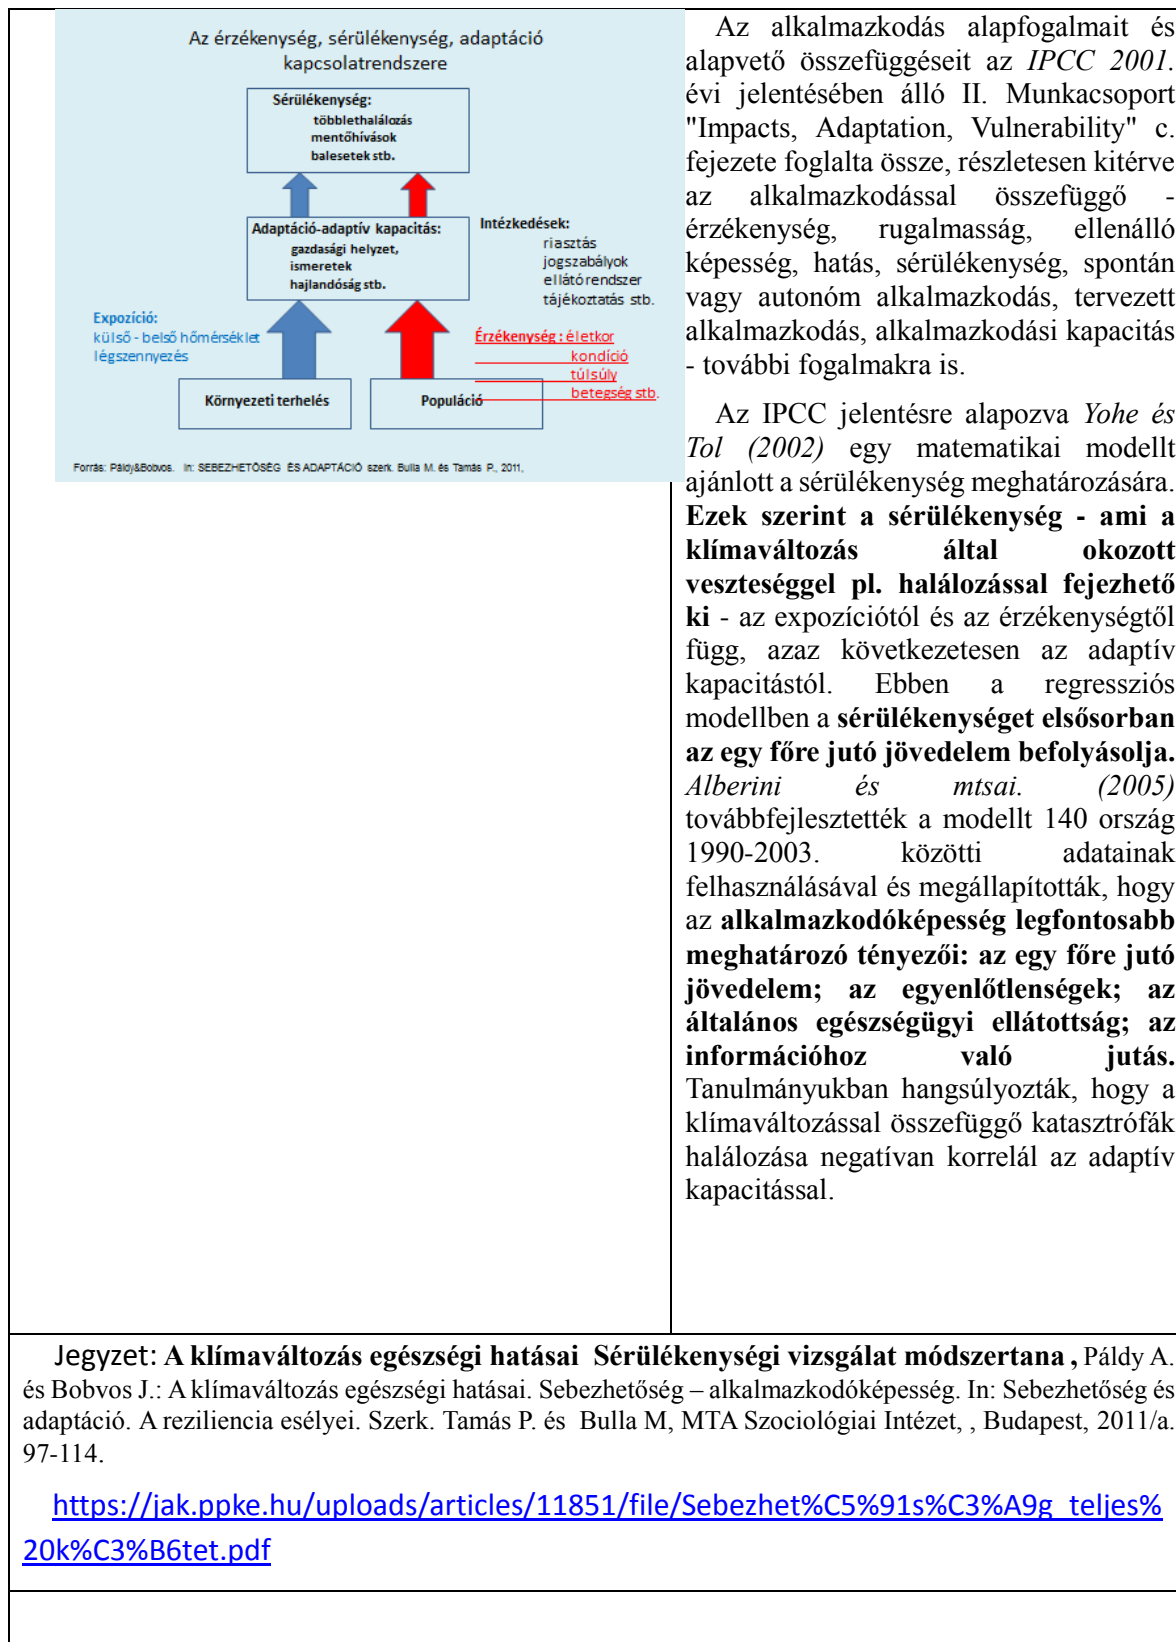 Az érzékenység, sérülékenység, adaptáció
kapcsolatrendszere
Sérülékenység:
többlethalálozás
mentőhívások
balesetek stb.
Adaptáció-adaptív kapacitás:
gazdasági helyzet,
ismeretek
hajlandóság stb.
Intézkedések:
riasztás
jogszabályok
ellátórendszer
tájékoztatás stb.
Expozíció:
külső - belső hőmérséklet
légszennyezés
Érzékenység : életkor
kondíció
túlsúly
betegség stb.
Környezeti terhelés
Populáció
Forrás: Páldy&Bobvos. In: SEBEZHETŐSÉG ÉS ADAPTÁCIÓ szerk. Bulla M. és Tamás P., 2011,
Az alkalmazkodás alapfogalmait és
alapvető összefüggéseit az IPCC 2001.
évi jelentésében álló II. Munkacsoport
"Impacts, Adaptation, Vulnerability" c.
fejezete foglalta össze, részletesen kitérve
az alkalmazkodással összefüggő -
érzékenység, rugalmasság, ellenálló
képesség, hatás, sérülékenység, spontán
vagy autonóm alkalmazkodás, tervezett
alkalmazkodás, alkalmazkodási kapacitás
- további fogalmakra is.
Az IPCC jelentésre alapozva Yohe és
Tol (2002) egy matematikai modellt
ajánlott a sérülékenység meghatározására.
Ezek szerint a sérülékenység - ami a
klímaváltozás által okozott
veszteséggel pl. halálozással fejezhető
ki - az expozíciótól és az érzékenységtől
függ, azaz következetesen az adaptív
kapacitástól. Ebben a regressziós
modellben a sérülékenységet elsősorban
az egy főre jutó jövedelem befolyásolja.
Alberini és mtsai. (2005)
továbbfejlesztették a modellt 140 ország
1990-2003. közötti adatainak
felhasználásával és megállapították, hogy
az alkalmazkodóképesség legfontosabb
meghatározó tényezői: az egy főre jutó
jövedelem; az egyenlőtlenségek; az
általános egészségügyi ellátottság; az
információhoz való jutás.
Tanulmányukban hangsúlyozták, hogy a
klímaváltozással összefüggő katasztrófák
halálozása negatívan korrelál az adaptív
kapacitással.
Jegyzet: A klímaváltozás egészségi hatásai Sérülékenységi vizsgálat módszertana , Páldy A.
és Bobvos J.: A klímaváltozás egészségi hatásai. Sebezhetőség – alkalmazkodóképesség. In: Sebezhetőség és
adaptáció. A reziliencia esélyei. Szerk. Tamás P. és Bulla M, MTA Szociológiai Intézet, , Budapest, 2011/a.
97-114.
https://jak.ppke.hu/uploads/articles/11851/file/Sebezhet%C5%91s%C3%A9g_teljes%
20k%C3%B6tet.pdf